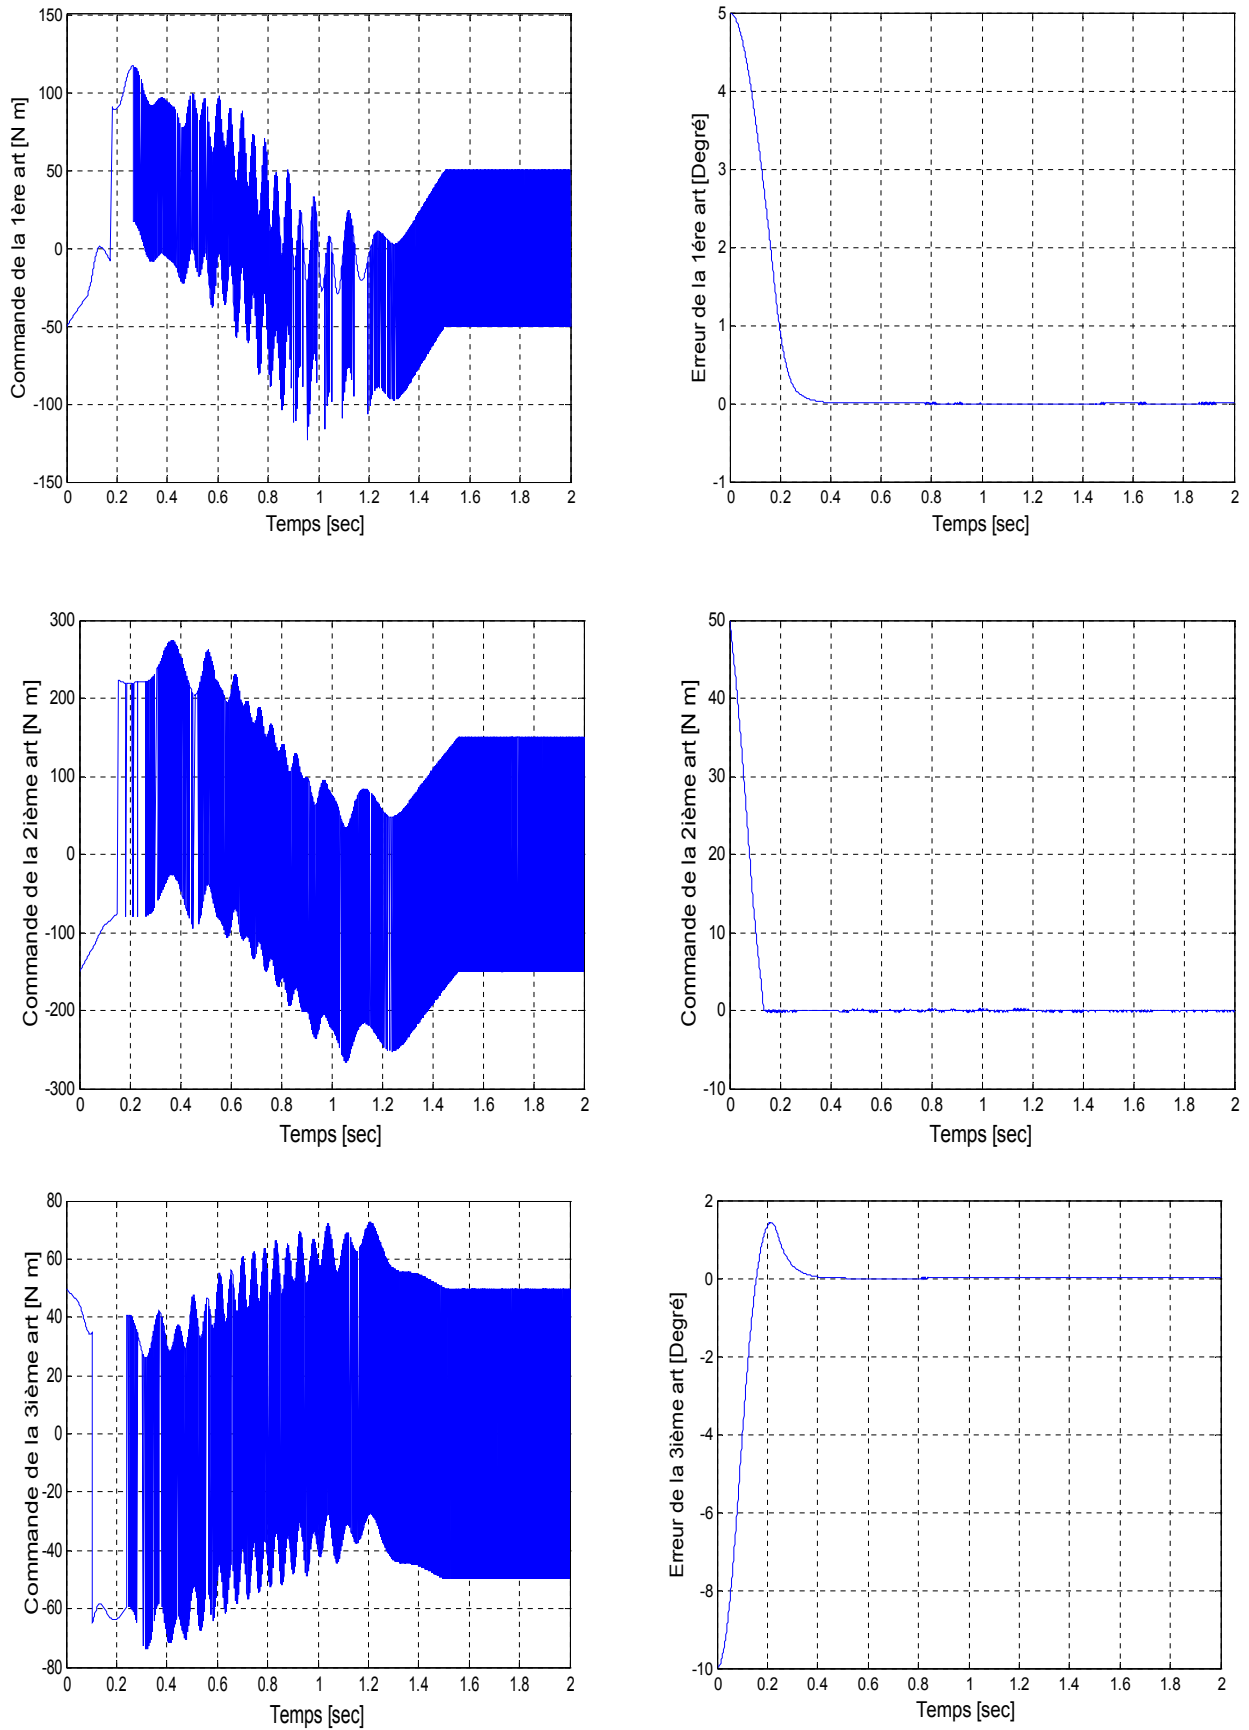 Commande de la 1ère art [N m]
150
100
50
0
-50
-100
-150
0 0.2 0.4 0.6 0.8 1 1.2 1.4 1.6 1.8 2
Temps [sec]
Erreur de la 1ére art [Degré]
5
4
3
2
1
0
-1
0 0.2 0.4 0.6 0.8 1 1.2 1.4 1.6 1.8 2
Temps [sec]
Commande de la 2ième art [N m]
300
200
100
0
-100
-200
-300
0 0.2 0.4 0.6 0.8 1 1.2 1.4 1.6 1.8 2
Temps [sec]
Commande de la 2ième art [N m]
50
40
30
20
10
0
-10
0 0.2 0.4 0.6 0.8 1 1.2 1.4 1.6 1.8 2
Temps [sec]
Commande de la 3ième art [N m]
80
60
40
20
0
-20
-40
-60
-80
0 0.2 0.4 0.6 0.8 1 1.2 1.4 1.6 1.8 2
Temps [sec]
Erreur de la 3ième art [Degré]
2
0
-2
-4
-6
-8
-10
0 0.2 0.4 0.6 0.8 1 1.2 1.4 1.6 1.8 2
Temps [sec]